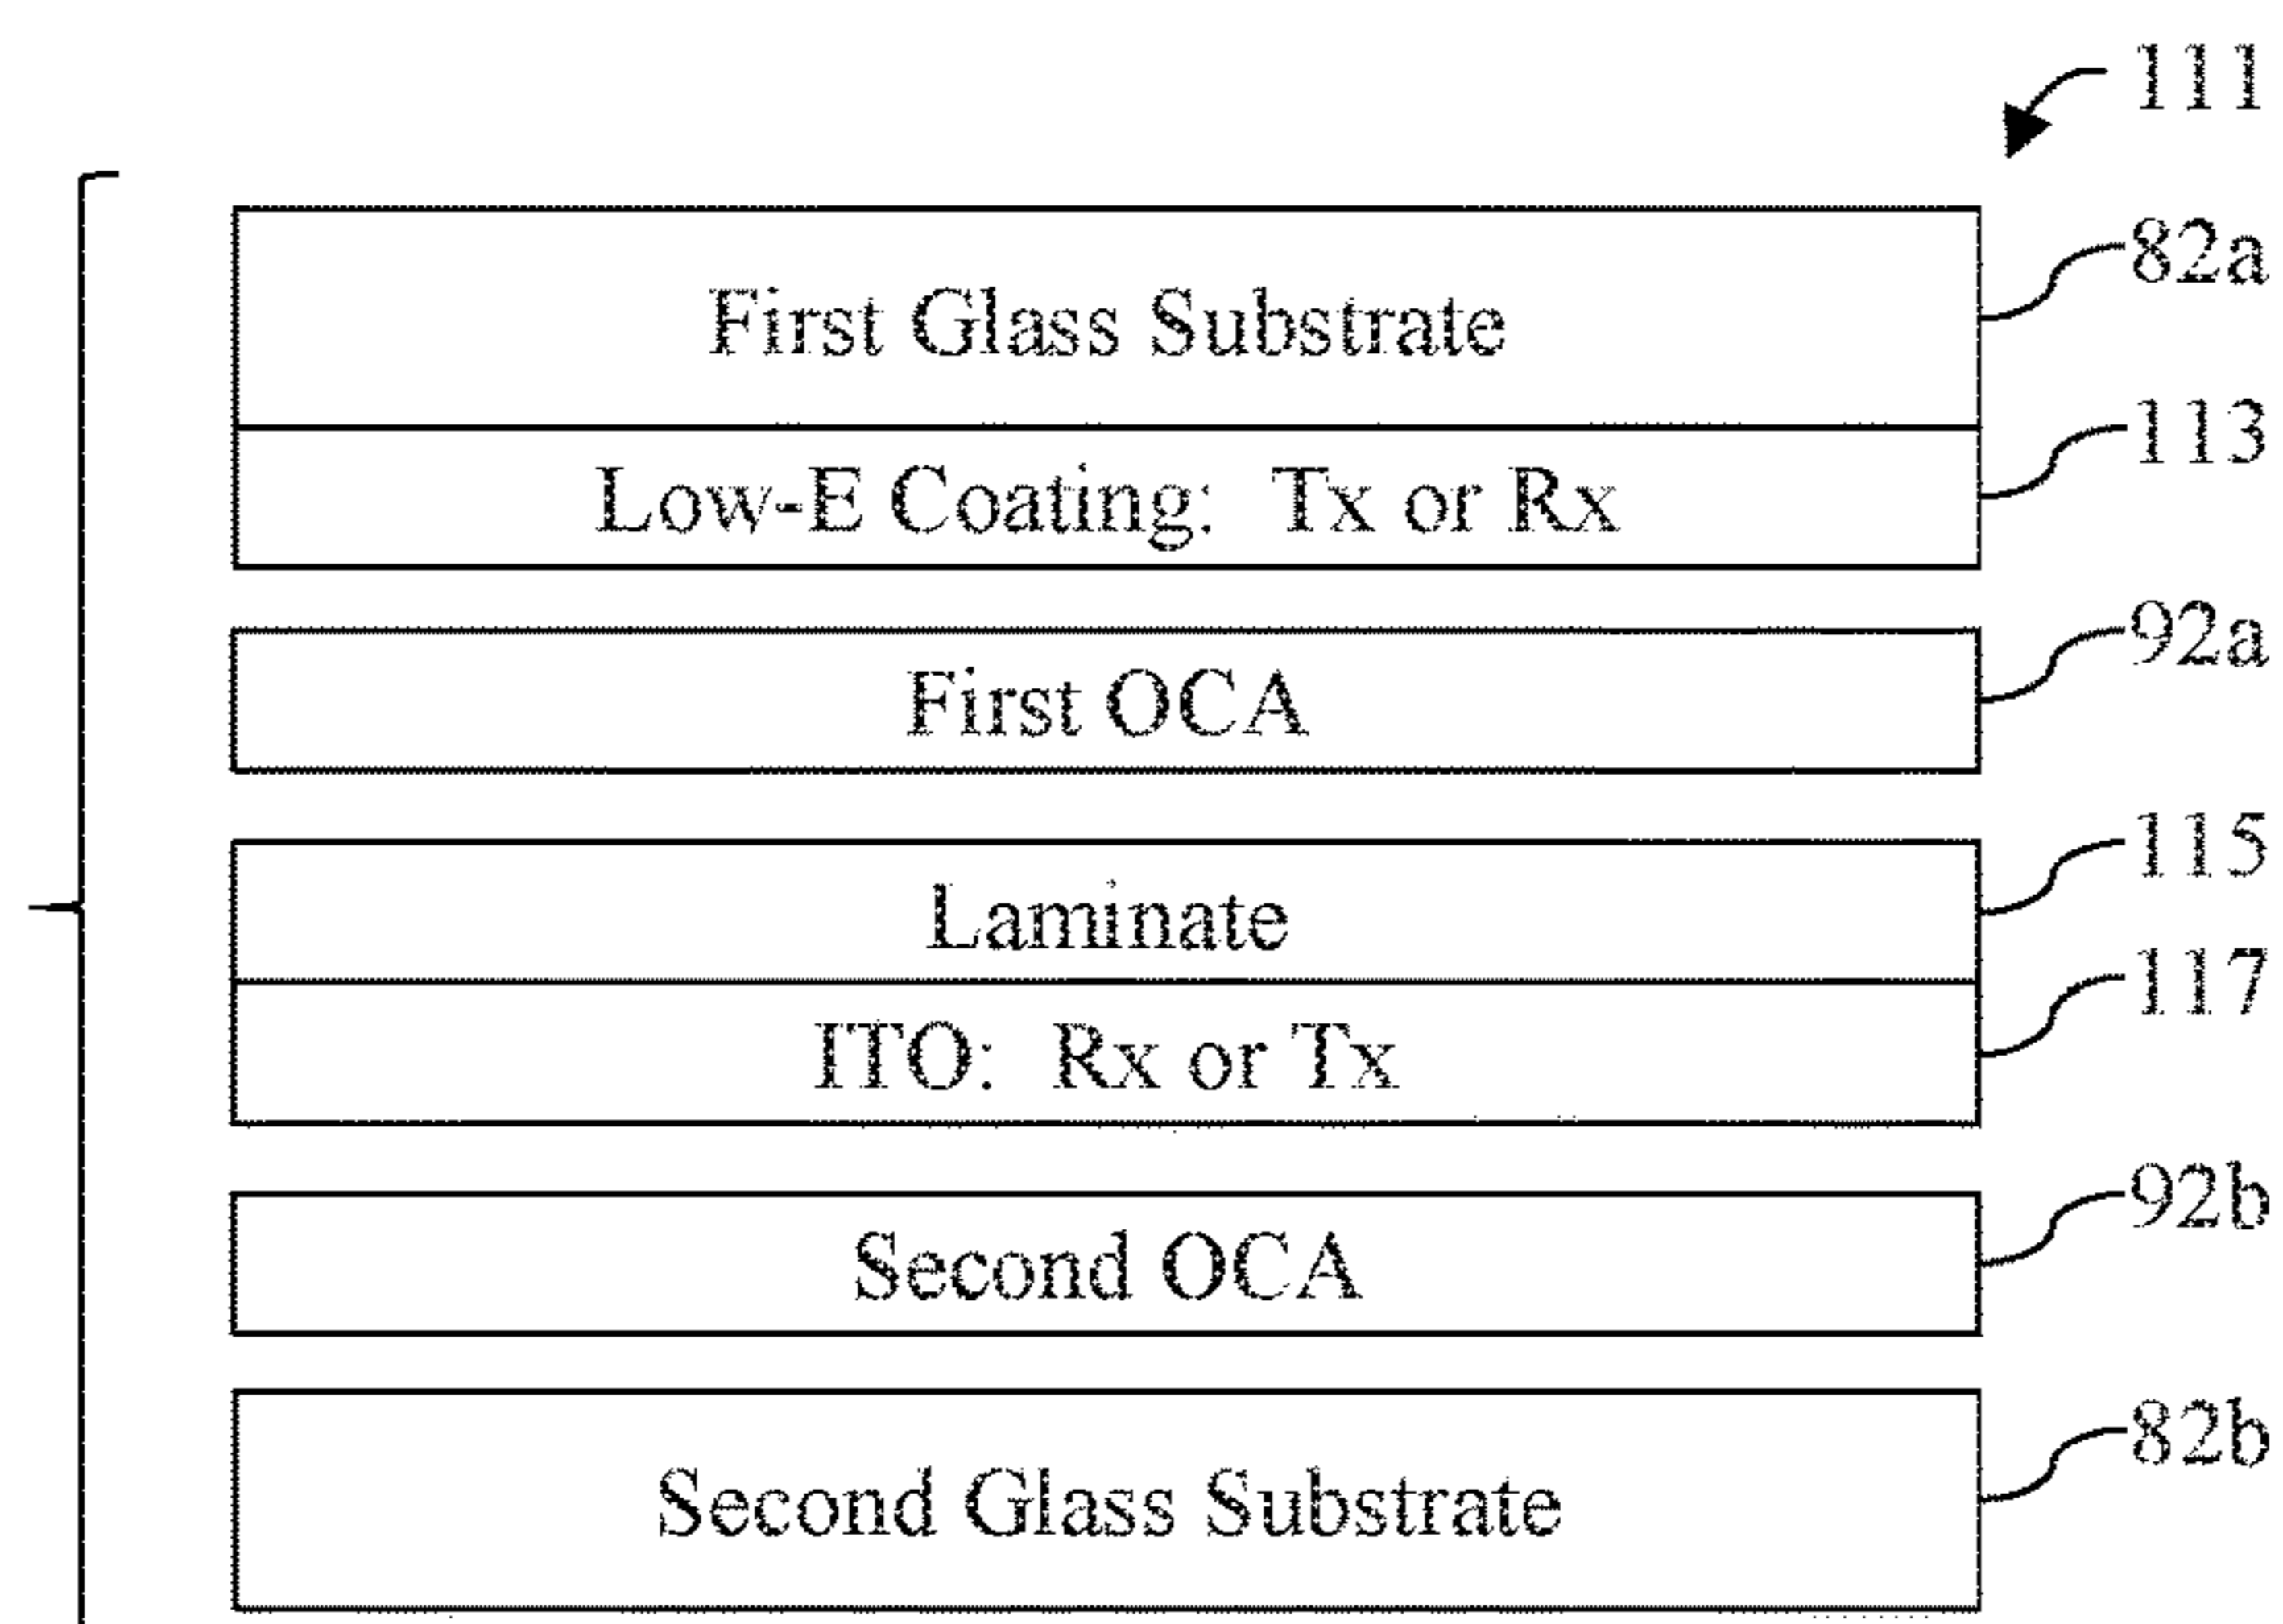 111
First Glass Substrate
82a
Low-E Coating: Tx or Rx
113
First OCA
92a
Laminate
115
ITO: Rx or Tx
117
Second OCA
92b
Second Glass Substrate
82b